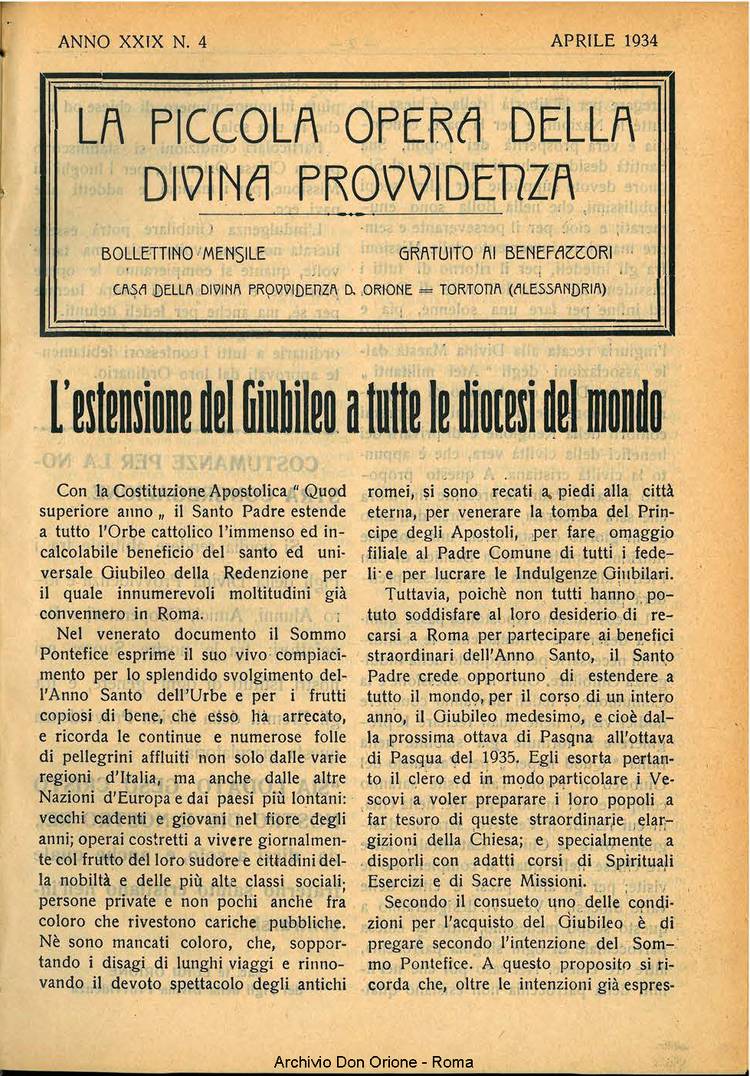 ANNO XXIX N. 4
APRILE 1934
LA PICCOLA OPERA DELLA
DIVINA PROVVIDENZA
BOLLETTINO MENSILE
GRATUITO AI BENEFATTORI
CASA DELLA DIVINA PROVVIDENZA D. ORIONE = TORTONA (ALESSANDRIA)
L'estensione del Giubileo a tutte le diocesi del mondo
Con la Costituzione Apostolica " Quod
superiore anno „ il Santo Padre estende
a tutto l'Orbe cattolico l'immenso ed in-
calcolabile beneficio del santo ed uni-
versale Giubileo della Redenzione per
il quale innumerevoli moltitudini già
convennero in Roma.
Nel venerato documento il Sommo
Pontefice esprime il suo vivo compiaci-
mento per lo splendido svolgimento del-
l'Anno Santo dell'Urbe e per i frutti
copiosi di bene, che esso ha arrecato,
e ricorda le continue e numerose folle
di pellegrini affluiti non solo dalle varie
regioni d'Italia, ma anche dalle altre
Nazioni d'Europa e dai paesi più lontani:
vecchi cadenti e giovani nel fiore degli
anni; operai costretti a vivere giornalmen-
te col frutto del loro sudore e cittadini del-
la nobiltà e delle più alte classi sociali;
persone private e non pochi anche fra
coloro che rivestono cariche pubbliche.
Nè sono mancati coloro, che, soppor-
tando i disagi di lunghi viaggi e rinno-
vando il devoto spettacolo degli antichi
romei, si sono recati a piedi alla città
eterna, per venerare la tomba del Prin-
cipe degli Apostoli, per fare omaggio
filiale al Padre Comune di tutti i fede-
li e per lucrare le Indulgenze Giubilari.
Tuttavia, poichè non tutti hanno po-
tuto soddisfare al loro desiderio di re-
carsi a Roma per partecipare ai benefici
straordinari dell'Anno Santo, il Santo
Padre crede opportuno di estendere a
tutto il mondo, per il corso di un intero
anno, il Giubileo medesimo, e cioè dal-
la prossima ottava di Pasqna all'ottava
di Pasqua del 1935. Egli esorta pertan-
to il clero ed in modo particolare i Ve-
scovi a voler preparare i loro popoli a
far tesoro di queste straordinarie elar-
gizioni della Chiesa; e specialmente a
disporli con adatti corsi di Spirituali
Esercizi e di Sacre Missioni.
Secondo il consueto uno delle condi-
zioni per l'acquisto del Giubileo è di
pregare secondo l'intenzione del Som-
mo Pontefice. A questo proposito si ri-
corda che, oltre le intenzioni già espres-
Archivio Don Orione - Roma